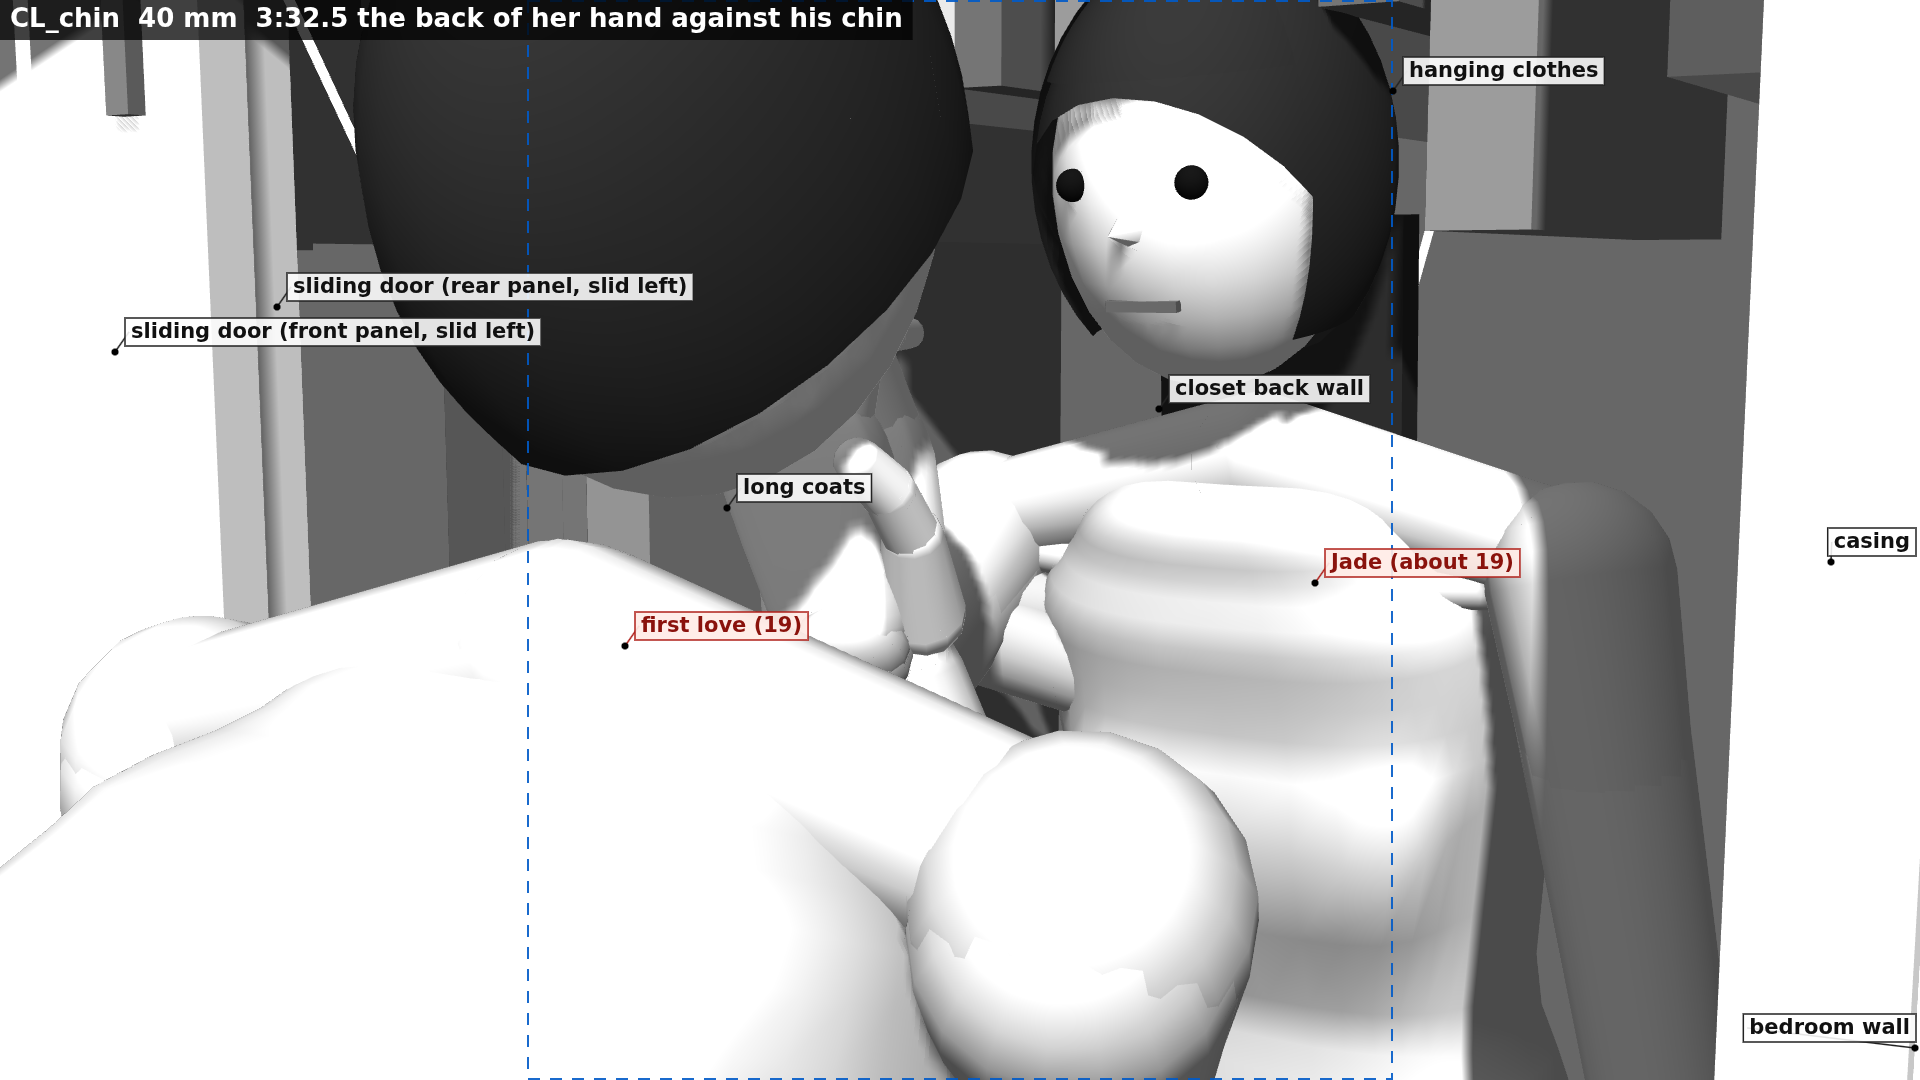 CL_chin 40 mm 3:32.5 the back of her hand against his chin
hanging clothes
sliding door (rear panel, slid left)
sliding door (front panel, slid left)
closet back wall
long coats
casing
Jade (about 19)
first love (19)
bedroom wall